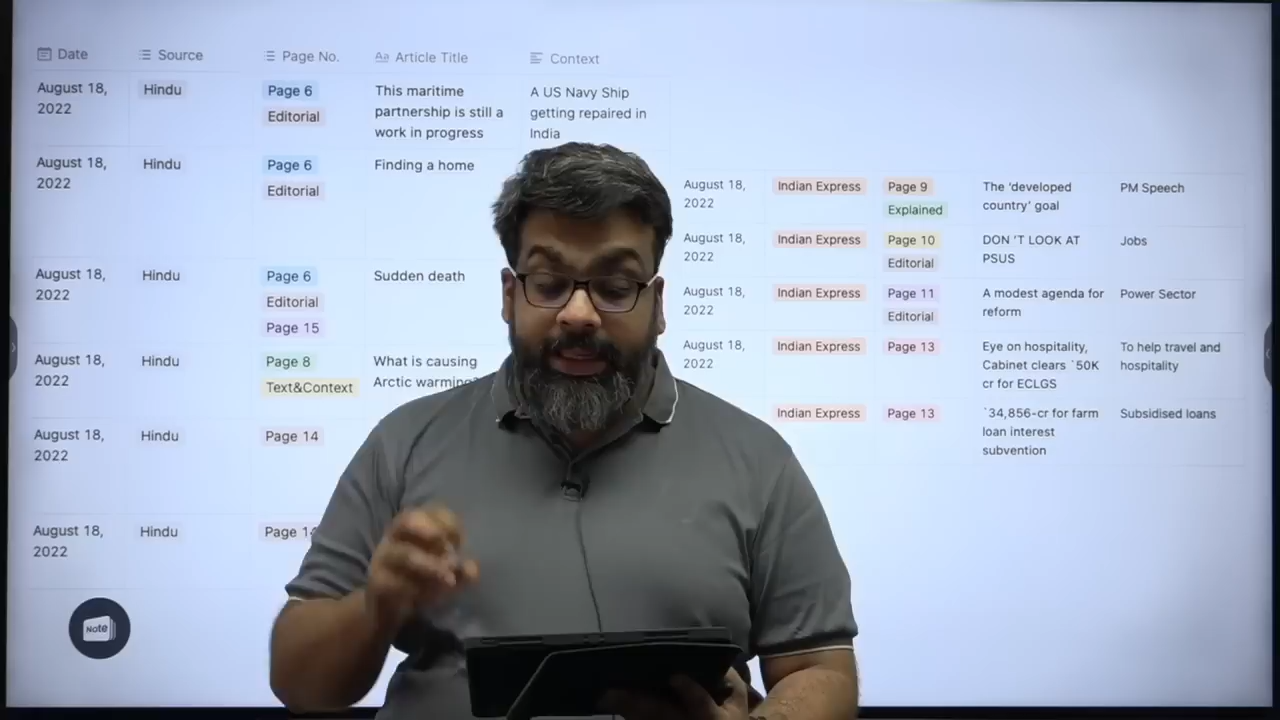 Date Source Page No. Article Title Context
August 18, Hindu Page 6 This maritime A US Navy Ship
2022 Editorial partnership is still a getting repaired in
work in progress India
August 18, Hindu Page 6 Finding a home
2022 Editorial
August 18, Hindu Page 6 Sudden death
2022 Editorial
Page 15
August 18, Hindu Page 8 What is causing
2022 Text&Context Arctic warming?
August 18, Hindu Page 14
2022
August 18, Hindu Page
2022
August 18, Indian Express Page 9 The ‘developed PM Speech
2022 Explained country’ goal
August 18, Indian Express Page 10 DON ’T LOOK AT Jobs
2022 Editorial PSUS
August 18, Indian Express Page 11 A modest agenda for Power Sector
2022 Editorial reform
August 18, Indian Express Page 13 Eye on hospitality, To help travel and
2022 Cabinet clears `50K hospitality
cr for ECLGS
Indian Express Page 13 `34,856-cr for farm Subsidised loans
loan interest
subvention
Note